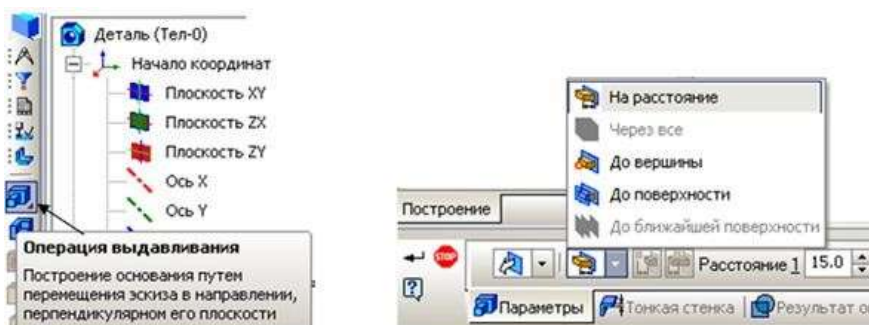 Деталь (Тел-0)
Начало координат
Плоскость XY
Плоскость ZX
Плоскость ZY
Ось X
Ось Y
Операция выдавливания
Построение основания путем
перемещения эскиза в направлении,
перпендикулярном его плоскости
На расстояние
Через все
До вершины
До поверхности
До ближайшей поверхности
Построение
STOP
Расстояние 1 15.0
Параметры Тонкая стенка Результат о